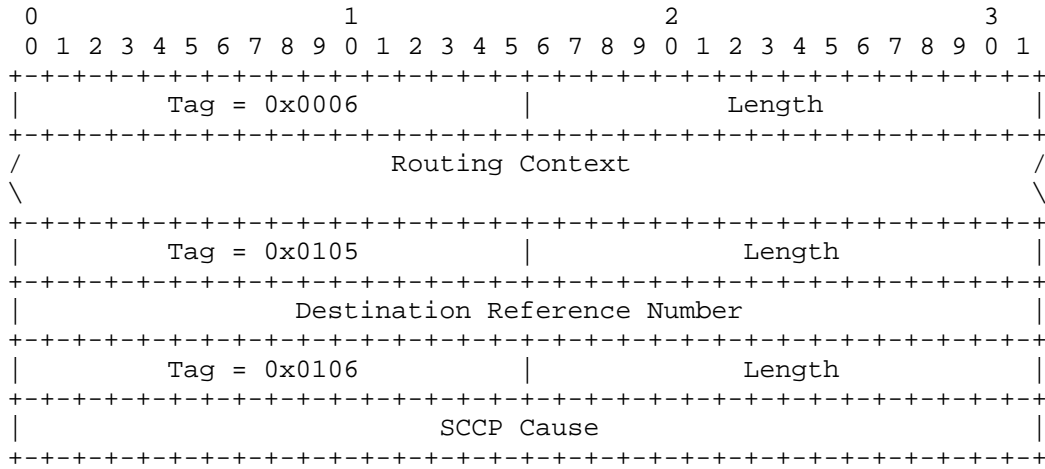 0                   1                   2                   3
 0 1 2 3 4 5 6 7 8 9 0 1 2 3 4 5 6 7 8 9 0 1 2 3 4 5 6 7 8 9 0 1
+-+-+-+-+-+-+-+-+-+-+-+-+-+-+-+-+-+-+-+-+-+-+-+-+-+-+-+-+-+-+-+-+
|         Tag = 0x0006          |            Length             |
+-+-+-+-+-+-+-+-+-+-+-+-+-+-+-+-+-+-+-+-+-+-+-+-+-+-+-+-+-+-+-+-+
/                       Routing Context                         /
\                                                               \
+-+-+-+-+-+-+-+-+-+-+-+-+-+-+-+-+-+-+-+-+-+-+-+-+-+-+-+-+-+-+-+-+
|         Tag = 0x0105          |             Length            |
+-+-+-+-+-+-+-+-+-+-+-+-+-+-+-+-+-+-+-+-+-+-+-+-+-+-+-+-+-+-+-+-+
|                 Destination Reference Number                  |
+-+-+-+-+-+-+-+-+-+-+-+-+-+-+-+-+-+-+-+-+-+-+-+-+-+-+-+-+-+-+-+-+
|         Tag = 0x0106          |             Length            |
+-+-+-+-+-+-+-+-+-+-+-+-+-+-+-+-+-+-+-+-+-+-+-+-+-+-+-+-+-+-+-+-+
|                          SCCP Cause                           |
+-+-+-+-+-+-+-+-+-+-+-+-+-+-+-+-+-+-+-+-+-+-+-+-+-+-+-+-+-+-+-+-+